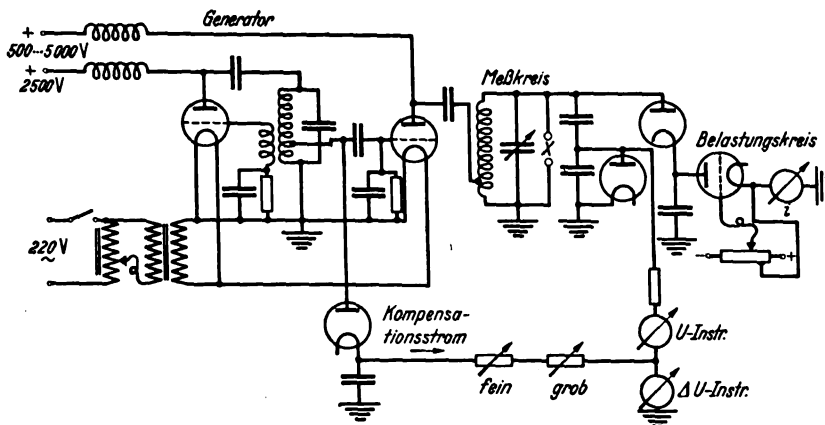 Generator
+
500...5000V
+
2500V
Meßkreis
Belastungskreis
i
- +
220V
~
Kompensa-
tionsstrom
U-Instr.
fein grob
ΔU-Instr.